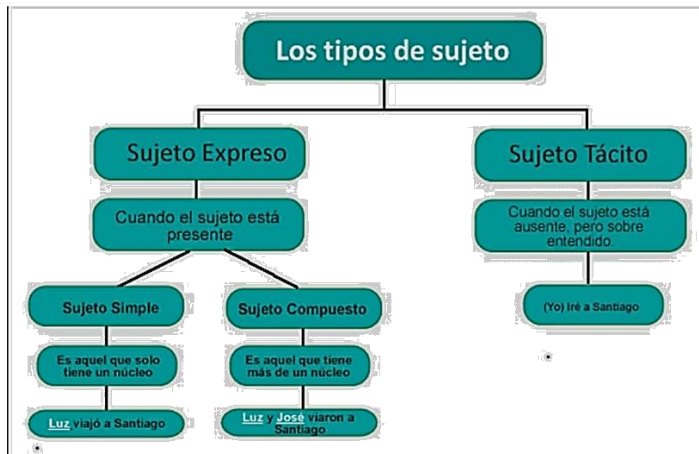 Los tipos de sujeto
Sujeto Expreso
Sujeto Tácito
Cuando el sujeto está
presente
Cuando el sujeto está
ausente, pero sobre
entendido.
Sujeto Simple
Sujeto Compuesto
(Yo) Iré a Santiago
Es aquel que solo
tiene un núcleo
Es aquel que tiene
más de un núcleo
Luz viajó a Santiago
Luz y José viaron a
Santiago